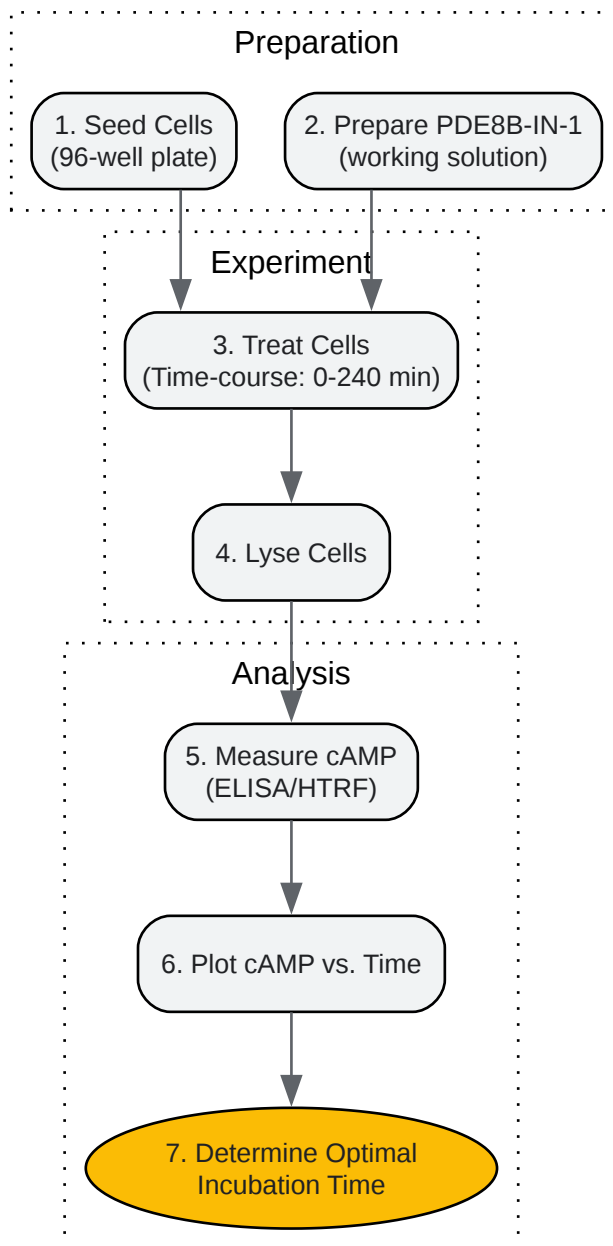 Preparation
1. Seed Cells
(96-well plate)
2. Prepare PDE8B-IN-1
(working solution)
Experiment
3. Treat Cells
(Time-course: 0-240 min)
4. Lyse Cells
Analysis
5. Measure cAMP
(ELISA/HTRF)
6. Plot cAMP vs. Time
7. Determine Optimal
Incubation Time